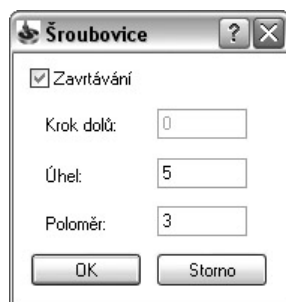 Šroubovice
Zavrtávání
Krok dolů: 0
Úhel: 5
Poloměr: 3
OK Storno